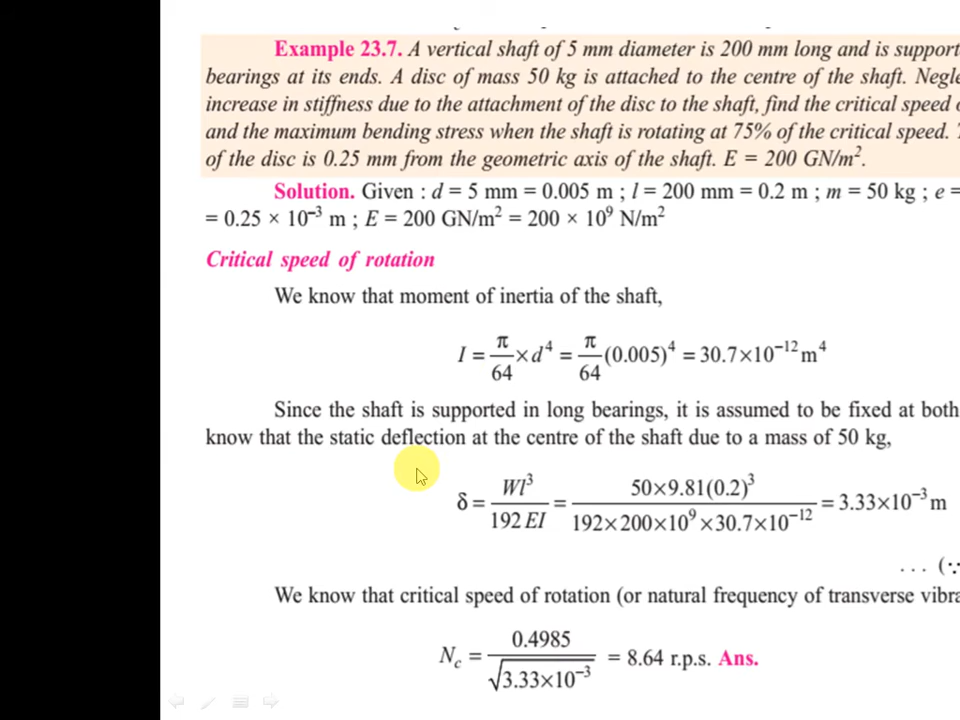 Example 23.7. A vertical shaft of 5 mm diameter is 200 mm long and is
bearings at its ends. A disc of mass 50 kg is attached to the centre of the shaft.
increase in stiffness due to the attachment of the disc to the shaft, find the critical speed
and the maximum bending stress when the shaft is rotating at 75% of the critical speed.
of the disc is 0.25 mm from the geometric axis of the shaft. E = 200 GN/m².
Solution. Given : d = 5 mm = 0.005 m ; l = 200 mm = 0.2 m ; m = 50 kg ; e =
= 0.25 × 10⁻³ m ; E = 200 GN/m² = 200 × 10⁹ N/m²
Critical speed of rotation
We know that moment of inertia of the shaft,
I = π/64 × d⁴ = π/64 (0.005)⁴ = 30.7×10⁻¹² m⁴
Since the shaft is supported in long bearings, it is assumed to be fixed at both
know that the static deflection at the centre of the shaft due to a mass of 50 kg,
δ = Wl³/192 EI = 50×9.81(0.2)³/192×200×10⁹×30.7×10⁻¹² = 3.33×10⁻³ m
... (∵
We know that critical speed of rotation (or natural frequency of transverse
N_c = 0.4985/√3.33×10⁻³ = 8.64 r.p.s. Ans.